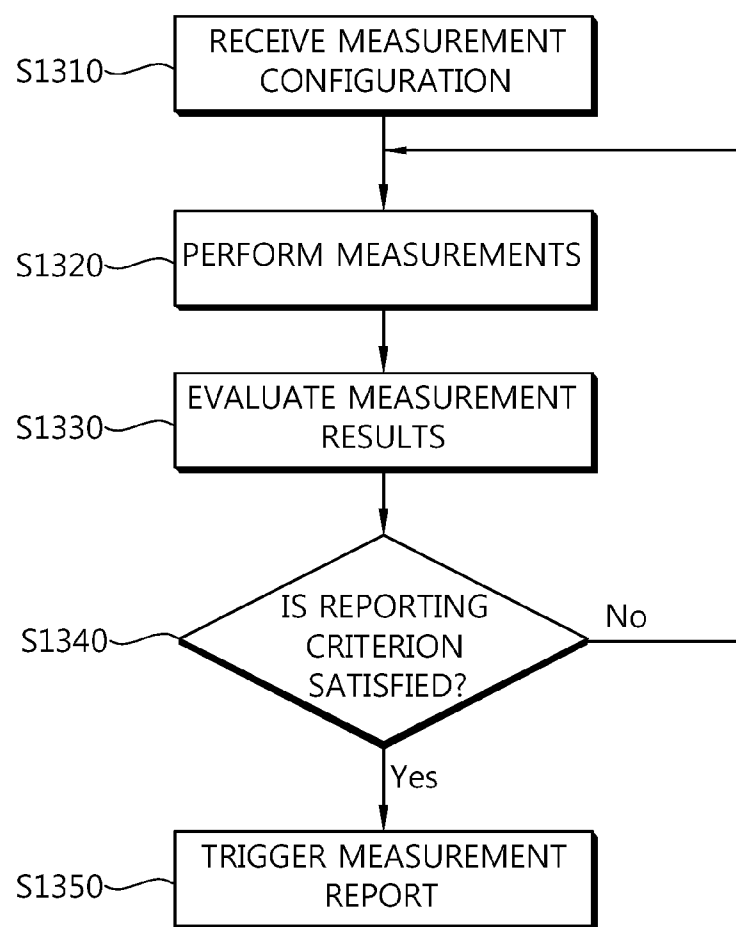 RECEIVE MEASUREMENT
CONFIGURATION
S1310
PERFORM MEASUREMENTS
S1320
EVALUATE MEASUREMENT
RESULTS
S1330
IS REPORTING
CRITERION
SATISFIED?
S1340
No
Yes
TRIGGER MEASUREMENT
REPORT
S1350